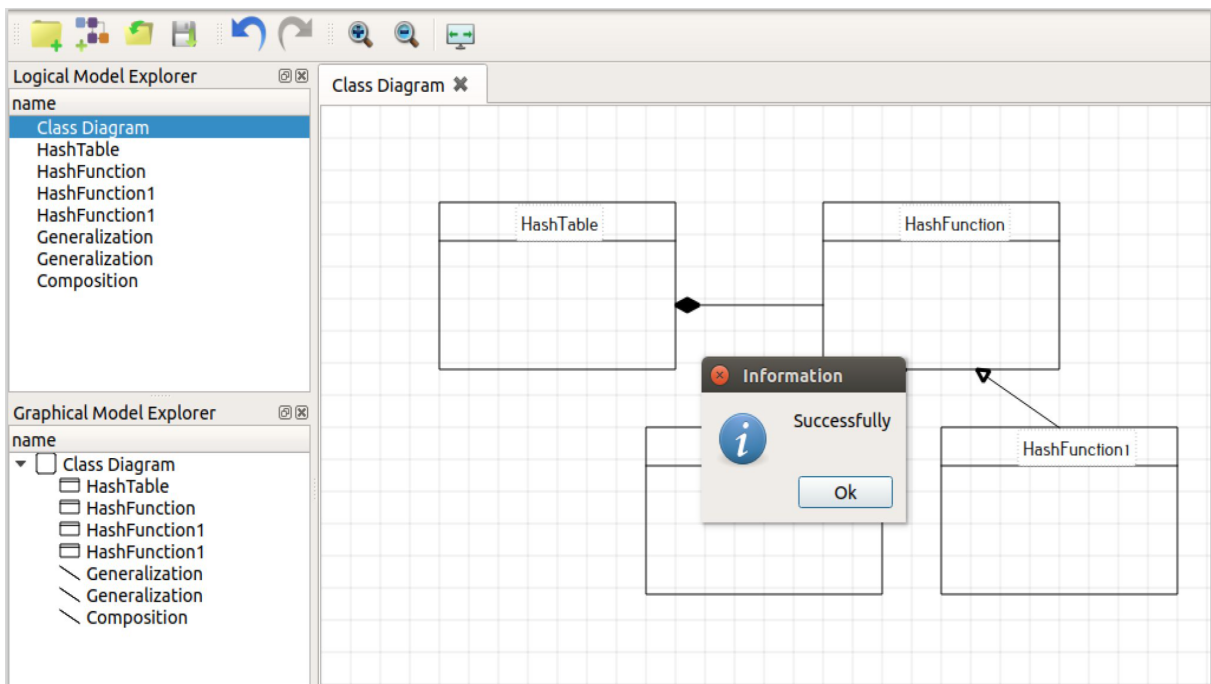 Logical Model Explorer
name
Class Diagram
HashTable
HashFunction
HashFunction1
HashFunction1
Generalization
Generalization
Composition
Graphical Model Explorer
name
Class Diagram
HashTable
HashFunction
HashFunction1
HashFunction1
Generalization
Generalization
Composition
Class Diagram
HashTable
HashFunction
Information
Successfully
Ok
HashFunction1